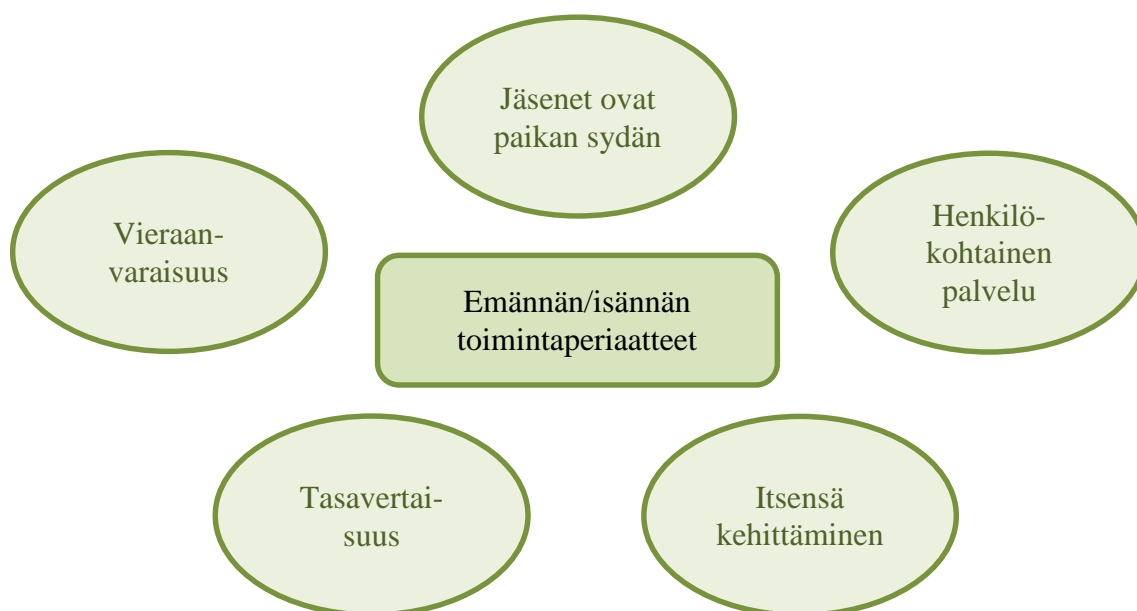 Jäsenet ovat
paikan sydän
Vieraan-
varaisuus
Henkilö-
kohtainen
palvelu
Emännän/isännän
toimintaperiaatteet
Tasavertai-
suus
Itsensä
kehittäminen